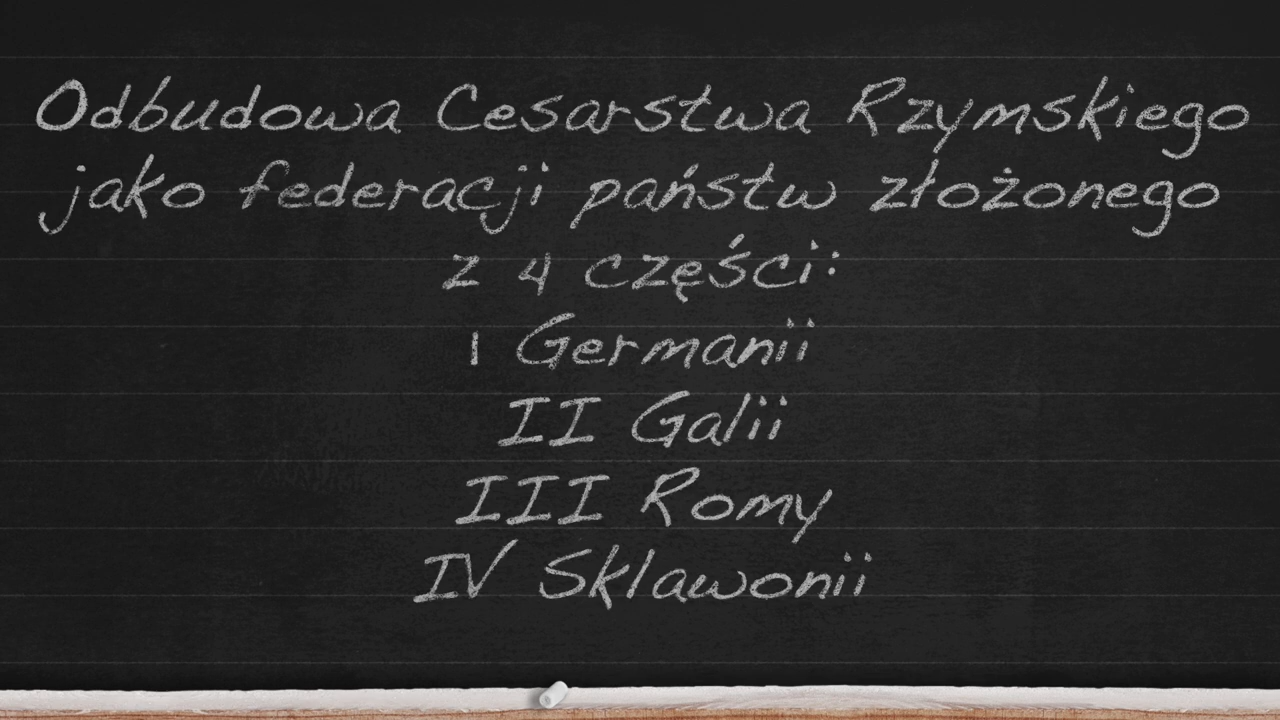 Odbudowa Cesarstwa Rzymskiego
jako federacji państw złożonego
z 4 części:
I Germanii
II Galii
III Romy
IV Sklawonii